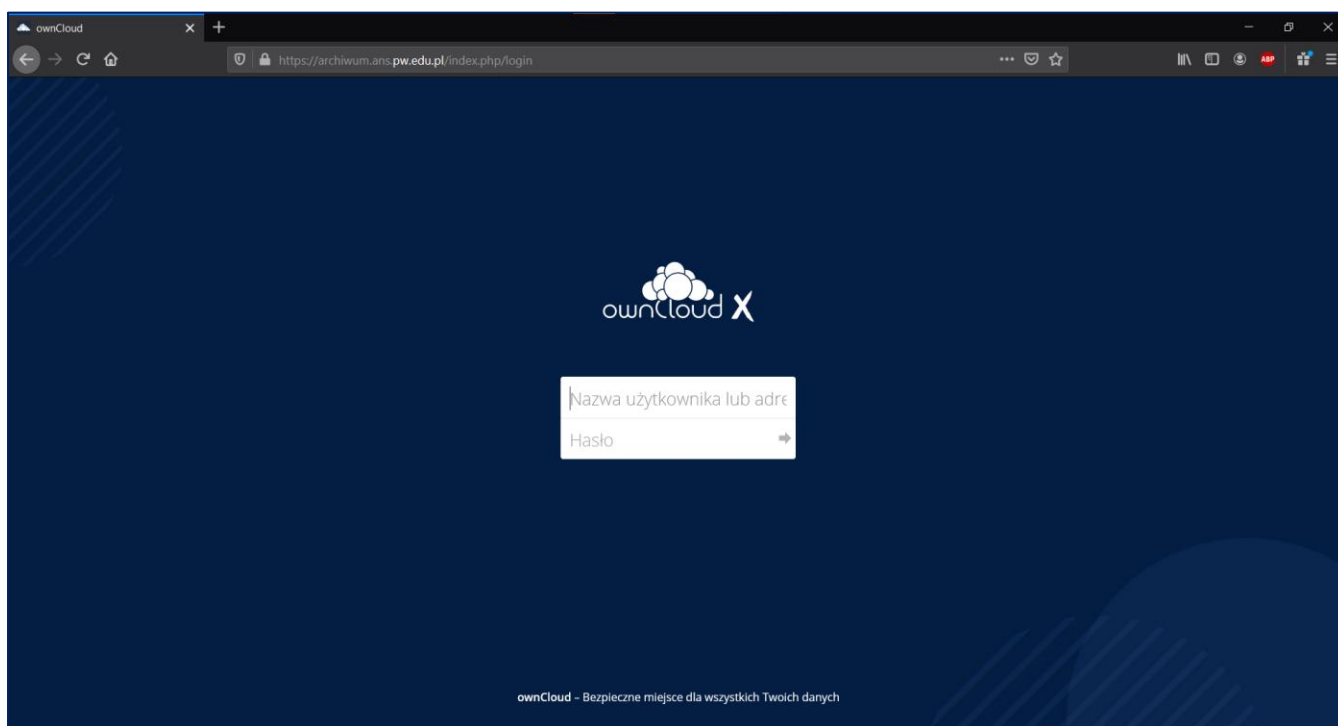 ownCloud
https://archiwum.ans.pw.edu.pl/index.php/login
ABP
ownCloud X
Nazwa użytkownika lub adre
Hasło
ownCloud – Bezpieczne miejsce dla wszystkich Twoich danych